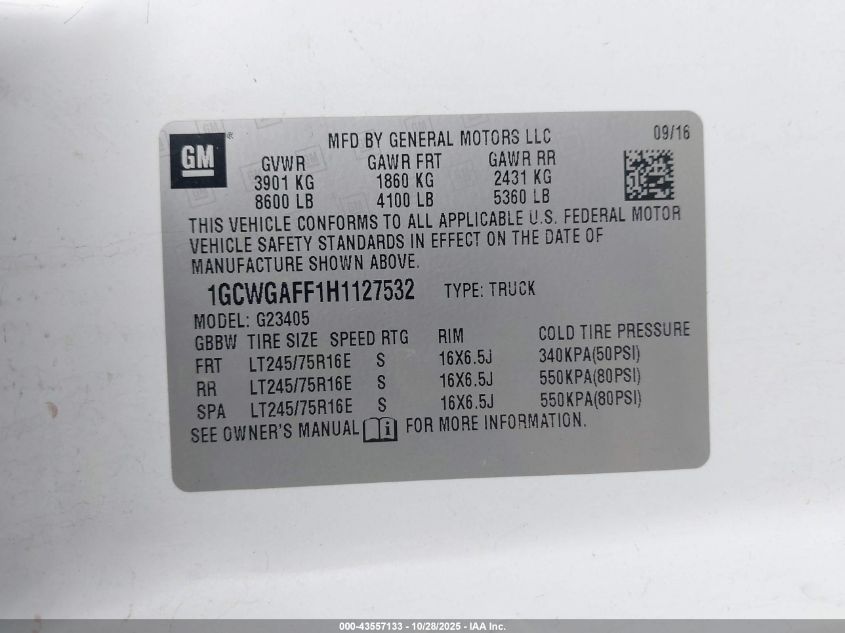 GM ® MFD BY GENERAL MOTORS LLC 09/16
GVWR GAWR FRT GAWR RR
3901 KG 1860 KG 2431 KG
8600 LB 4100 LB 5360 LB
THIS VEHICLE CONFORMS TO ALL APPLICABLE U.S. FEDERAL MOTOR
VEHICLE SAFETY STANDARDS IN EFFECT ON THE DATE OF
MANUFACTURE SHOWN ABOVE.
1GCWGAFF1H1127532 TYPE: TRUCK
MODEL: G23405
GBBW TIRE SIZE SPEED RTG RIM COLD TIRE PRESSURE
FRT LT245/75R16E S 16X6.5J 340KPA(50PSI)
RR LT245/75R16E S 16X6.5J 550KPA(80PSI)
SPA LT245/75R16E S 16X6.5J 550KPA(80PSI)
SEE OWNER'S MANUAL i FOR MORE INFORMATION.
000-43557133 - 10/28/2025 - IAA Inc.